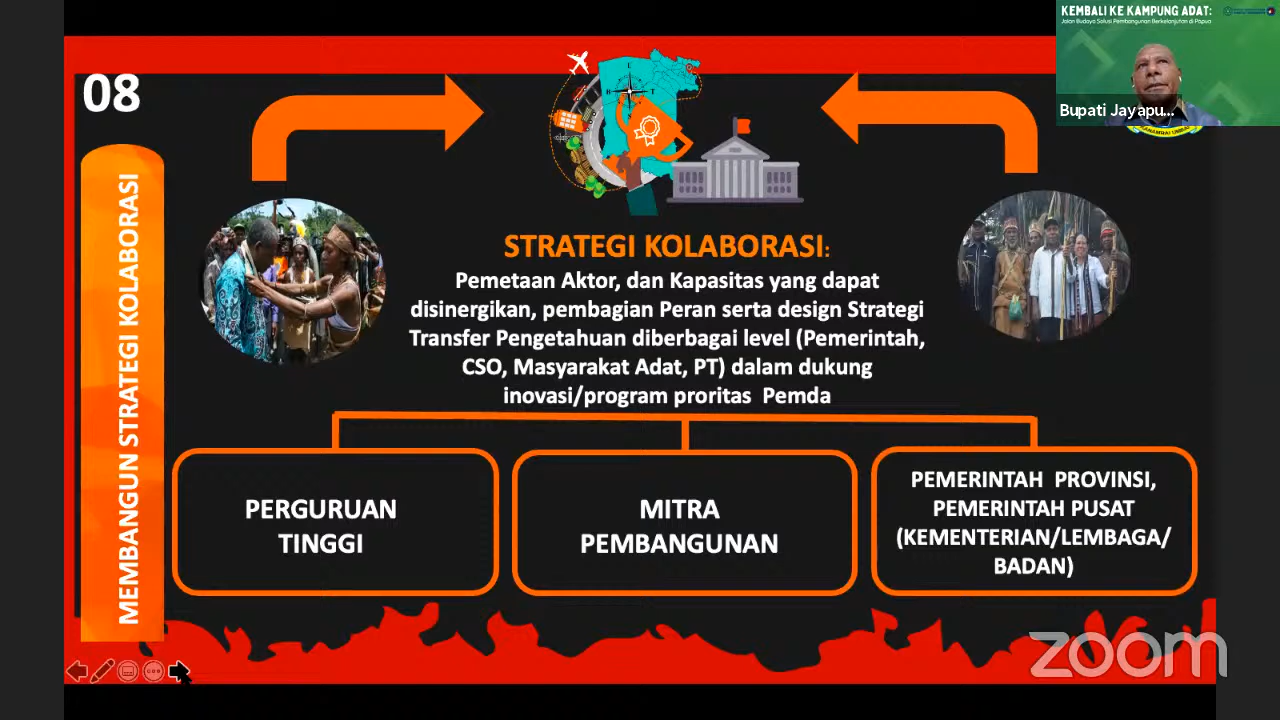 KEMBALI KE KAMPUNG ADAT:
Jalan Budaya Solusi Pembangunan Berkelanjutan di Papua
Bupati Jayapu...
08
MEMBANGUN STRATEGI KOLABORASI
STRATEGI KOLABORASI:
Pemetaan Aktor, dan Kapasitas yang dapat
disinergikan, pembagian Peran serta design Strategi
Transfer Pengetahuan diberbagai level (Pemerintah,
CSO, Masyarakat Adat, PT) dalam dukung
inovasi/program proritas Pemda
PERGURUAN
TINGGI
MITRA
PEMBANGUNAN
PEMERINTAH PROVINSI,
PEMERINTAH PUSAT
(KEMENTERIAN/LEMBAGA/
BADAN)
zoom